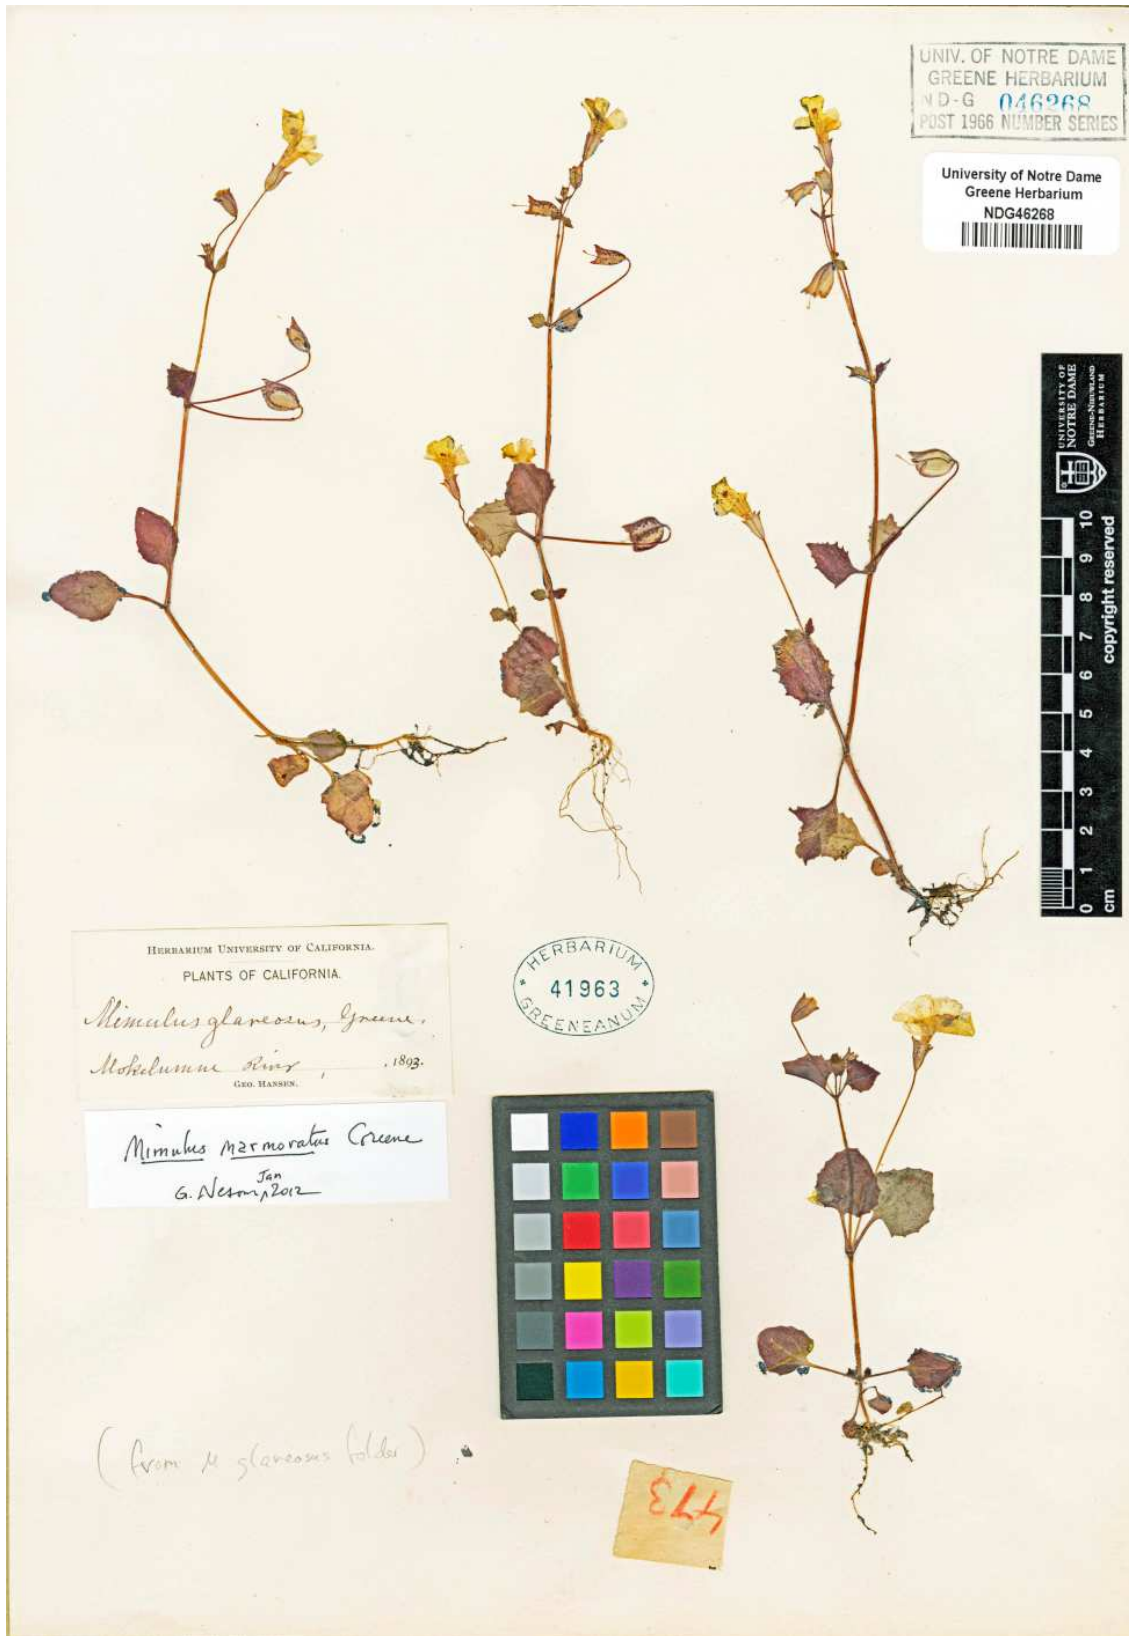 UNIV. OF NOTRE DAME
GREENE HERBARIUM
ND-G 046268
POST 1966 NUMBER SERIES
University of Notre Dame
Greene Herbarium
NDG46268
UNIVERSITY OF
NOTRE DAME
GREENE-NIEUWLAND
HERBARIUM
copyright reserved
10
9
8
7
6
5
4
3
2
1
0
cm
HERBARIUM UNIVERSITY OF CALIFORNIA.
PLANTS OF CALIFORNIA.
Mimulus glareosus, Greene.
Mokelumne River, , 1893.
GEO. HANSEN.
HERBARIUM
41963
GREENEANUM
Mimulus marmoratus Greene
Jan
G. Nesom, 2012
(from M glareosus folder)
473